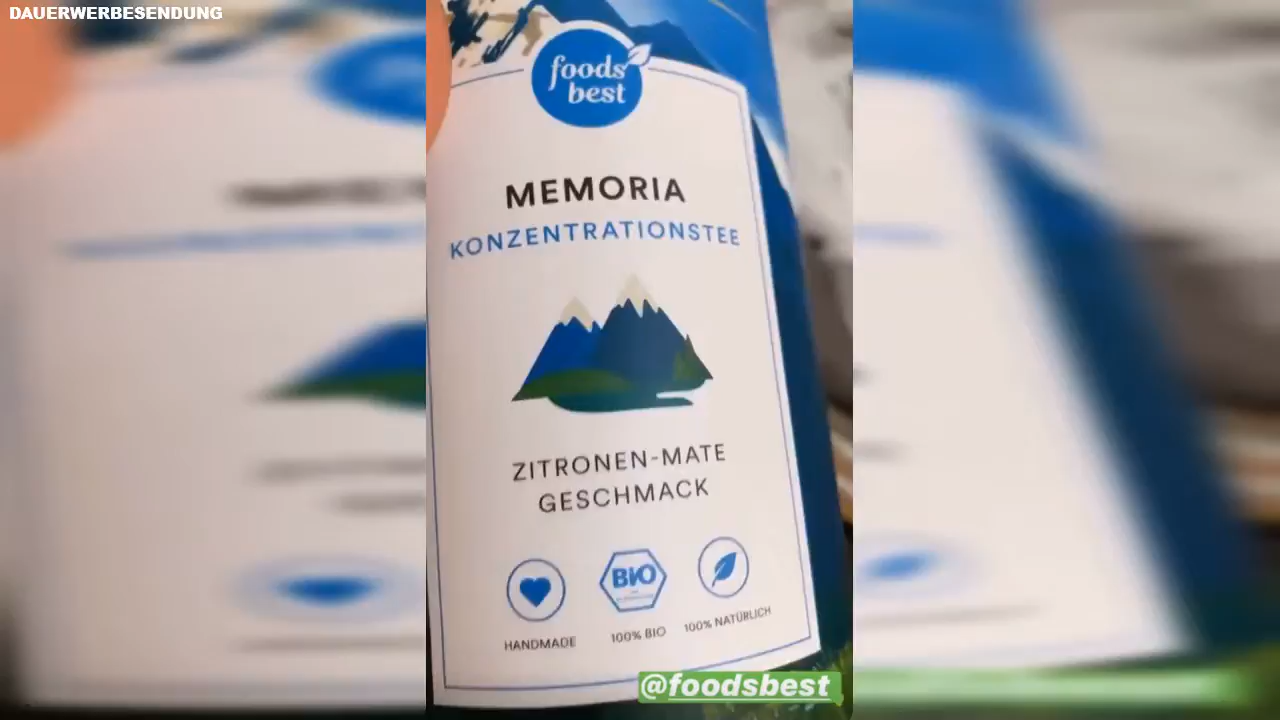 DAUERWERBESENDUNG
foods
best
MEMORIA
KONZENTRATIONSTEE
ZITRONEN-MATE
GESCHMACK
BIO
HANDMADE
100% BIO
100% NATÜRLICH
@foodsbest